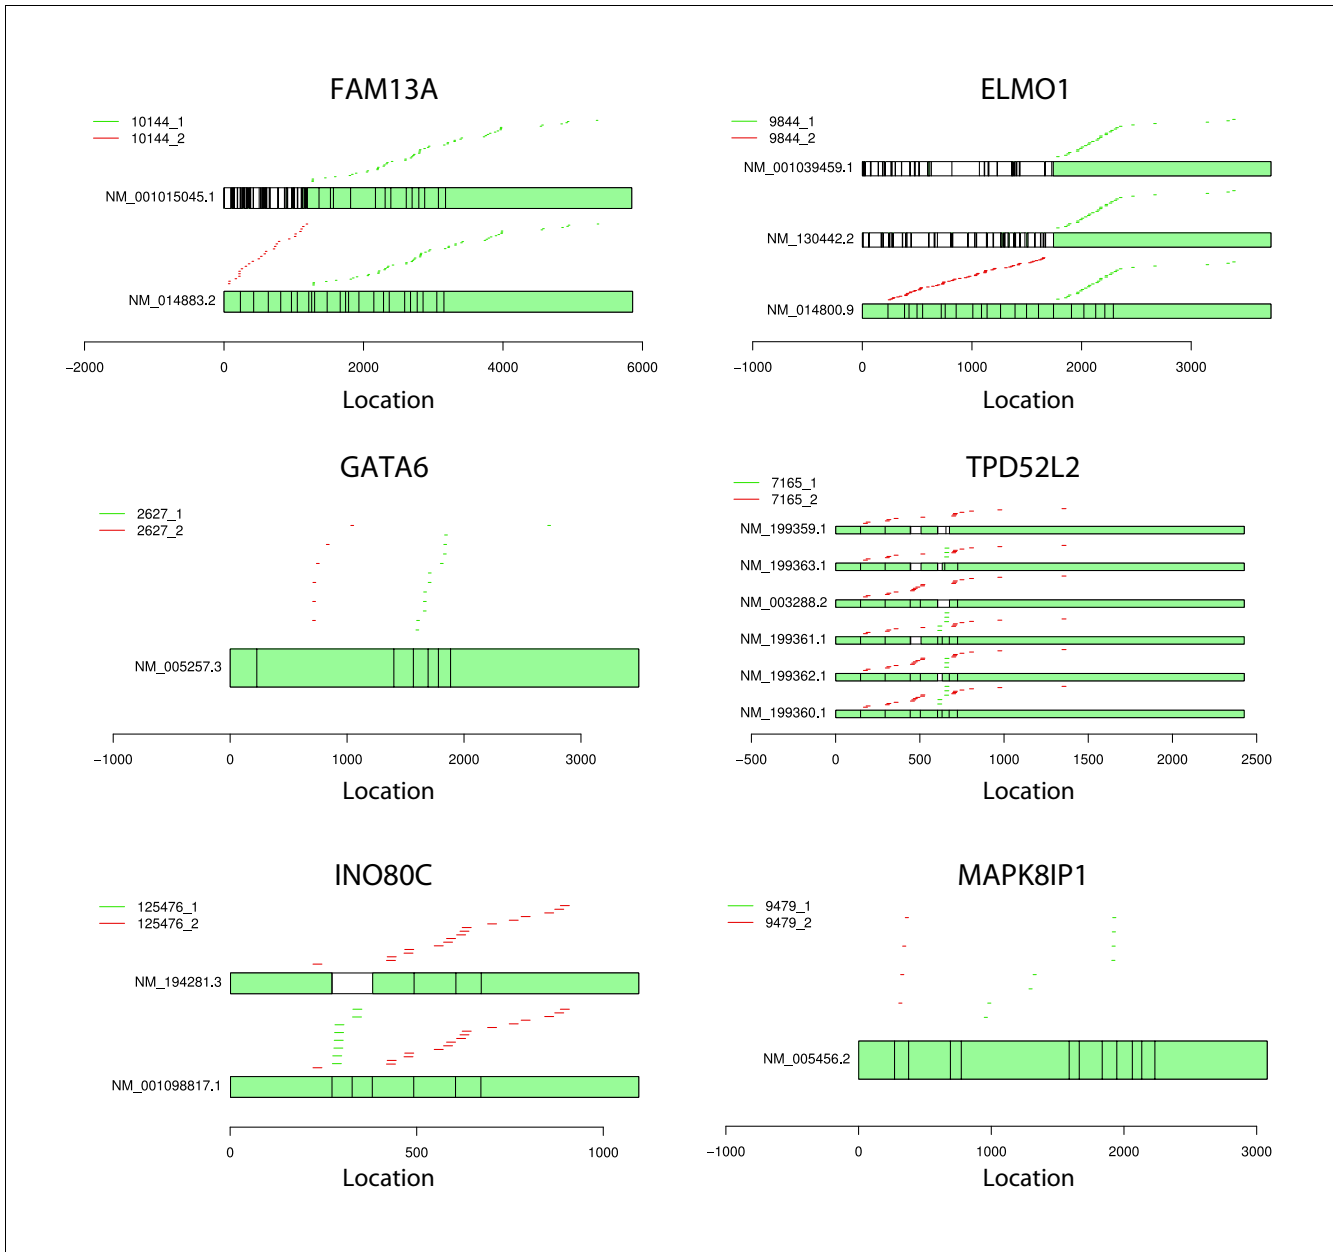 FAM13A
10144_1
10144_2
NM_001015045.1
NM_014883.2
−2000 0 2000 4000 6000
Location
ELMO1
9844_1
9844_2
NM_001039459.1
NM_130442.2
NM_014800.9
−1000 0 1000 2000 3000
Location
GATA6
2627_1
2627_2
NM_005257.3
−1000 0 1000 2000 3000
Location
TPD52L2
7165_1
7165_2
NM_199359.1
NM_199363.1
NM_003288.2
NM_199361.1
NM_199362.1
NM_199360.1
−500 0 500 1000 1500 2000 2500
Location
INO80C
125476_1
125476_2
NM_194281.3
NM_001098817.1
0 500 1000
Location
MAPK8IP1
9479_1
9479_2
NM_005456.2
−1000 0 1000 2000 3000
Location